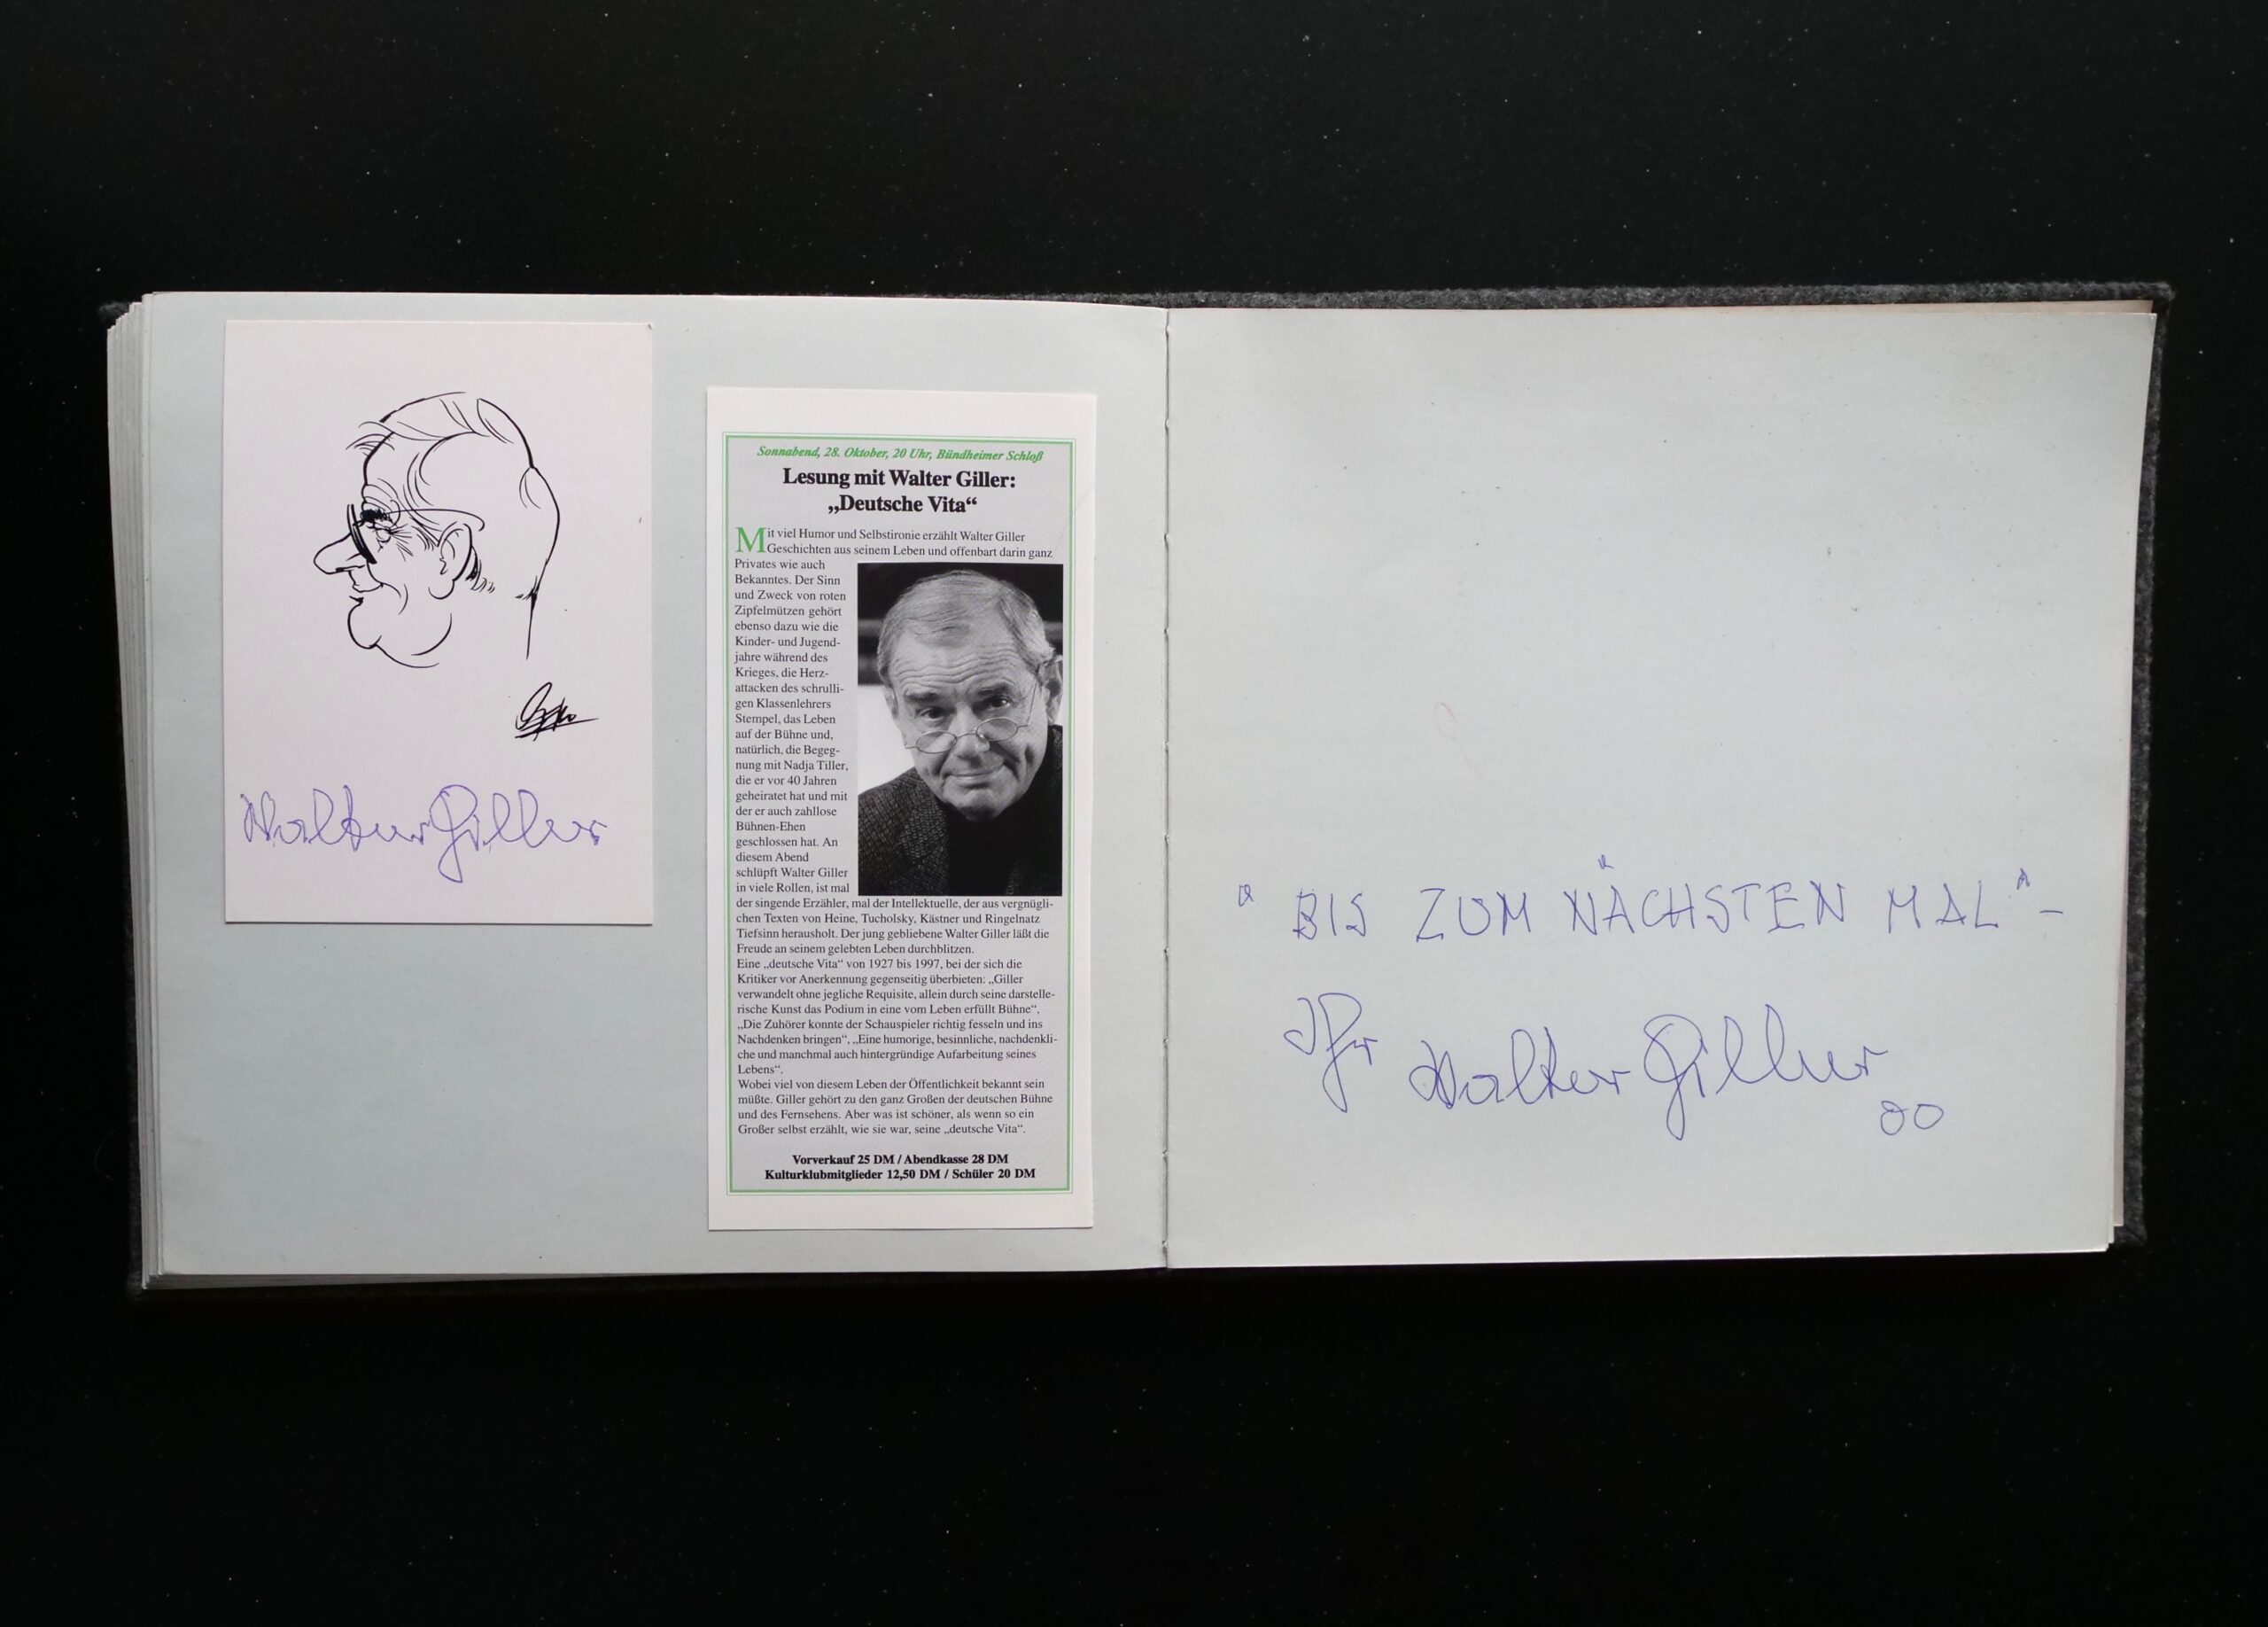 Walter Giller
Sonnabend, 28. Oktober, 20 Uhr, Bündheimer Schloß
Lesung mit Walter Giller:
„Deutsche Vita“
Mit viel Humor und Selbstironie erzählt Walter Giller
Geschichten aus seinem Leben und offenbart darin ganz
Privates wie auch
Bekanntes. Der Sinn
und Zweck von roten
Zipfelmützen gehört
ebenso dazu wie die
Kinder- und Jugend-
jahre während des
Krieges, die Herz-
attacken des schrulli-
gen Klassenlehrers
Stempel, das Leben
auf der Bühne und,
natürlich, die Begeg-
nung mit Nadja Tiller,
die er vor 40 Jahren
geheiratet hat und mit
der er auch zahllose
Bühnen-Ehen
geschlossen hat. An
diesem Abend
schlüpft Walter Giller
in viele Rollen, ist mal
der singende Erzähler, mal der Intellektuelle, der aus vergnügli-
chen Texten von Heine, Tucholsky, Kästner und Ringelnatz
Tiefsinn herausholt. Der jung gebliebene Walter Giller läßt die
Freude an seinem gelebten Leben durchblitzen.
Eine „deutsche Vita“ von 1927 bis 1997, bei der sich die
Kritiker vor Anerkennung gegenseitig überbieten: „Giller
verwandelt ohne jegliche Requisite, allein durch seine darstelle-
rische Kunst das Podium in eine vom Leben erfüllt Bühne“,
„Die Zuhörer konnte der Schauspieler richtig fesseln und ins
Nachdenken bringen“, „Eine humorige, besinnliche, nachdenkli-
che und manchmal auch hintergründige Aufarbeitung seines
Lebens“.
Wobei viel von diesem Leben der Öffentlichkeit bekannt sein
müßte. Giller gehört zu den ganz Großen der deutschen Bühne
und des Fernsehens. Aber was ist schöner, als wenn so ein
Großer selbst erzählt, wie sie war, seine „deutsche Vita“.
Vorverkauf 25 DM / Abendkasse 28 DM
Kulturklubmitglieder 12,50 DM / Schüler 20 DM
"BIS ZUM NÄCHSTEN MAL" –
Ihr Walter Giller
00